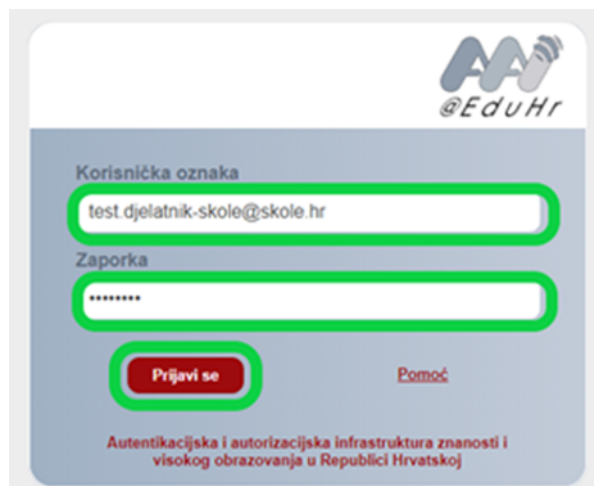 AAI
@EduHr
Korisnička oznaka
test.djelatnik-skole@skole.hr
Zaporka
••••••••
Prijavi se
Pomoć
Autentikacijska i autorizacijska infrastruktura znanosti i
visokog obrazovanja u Republici Hrvatskoj